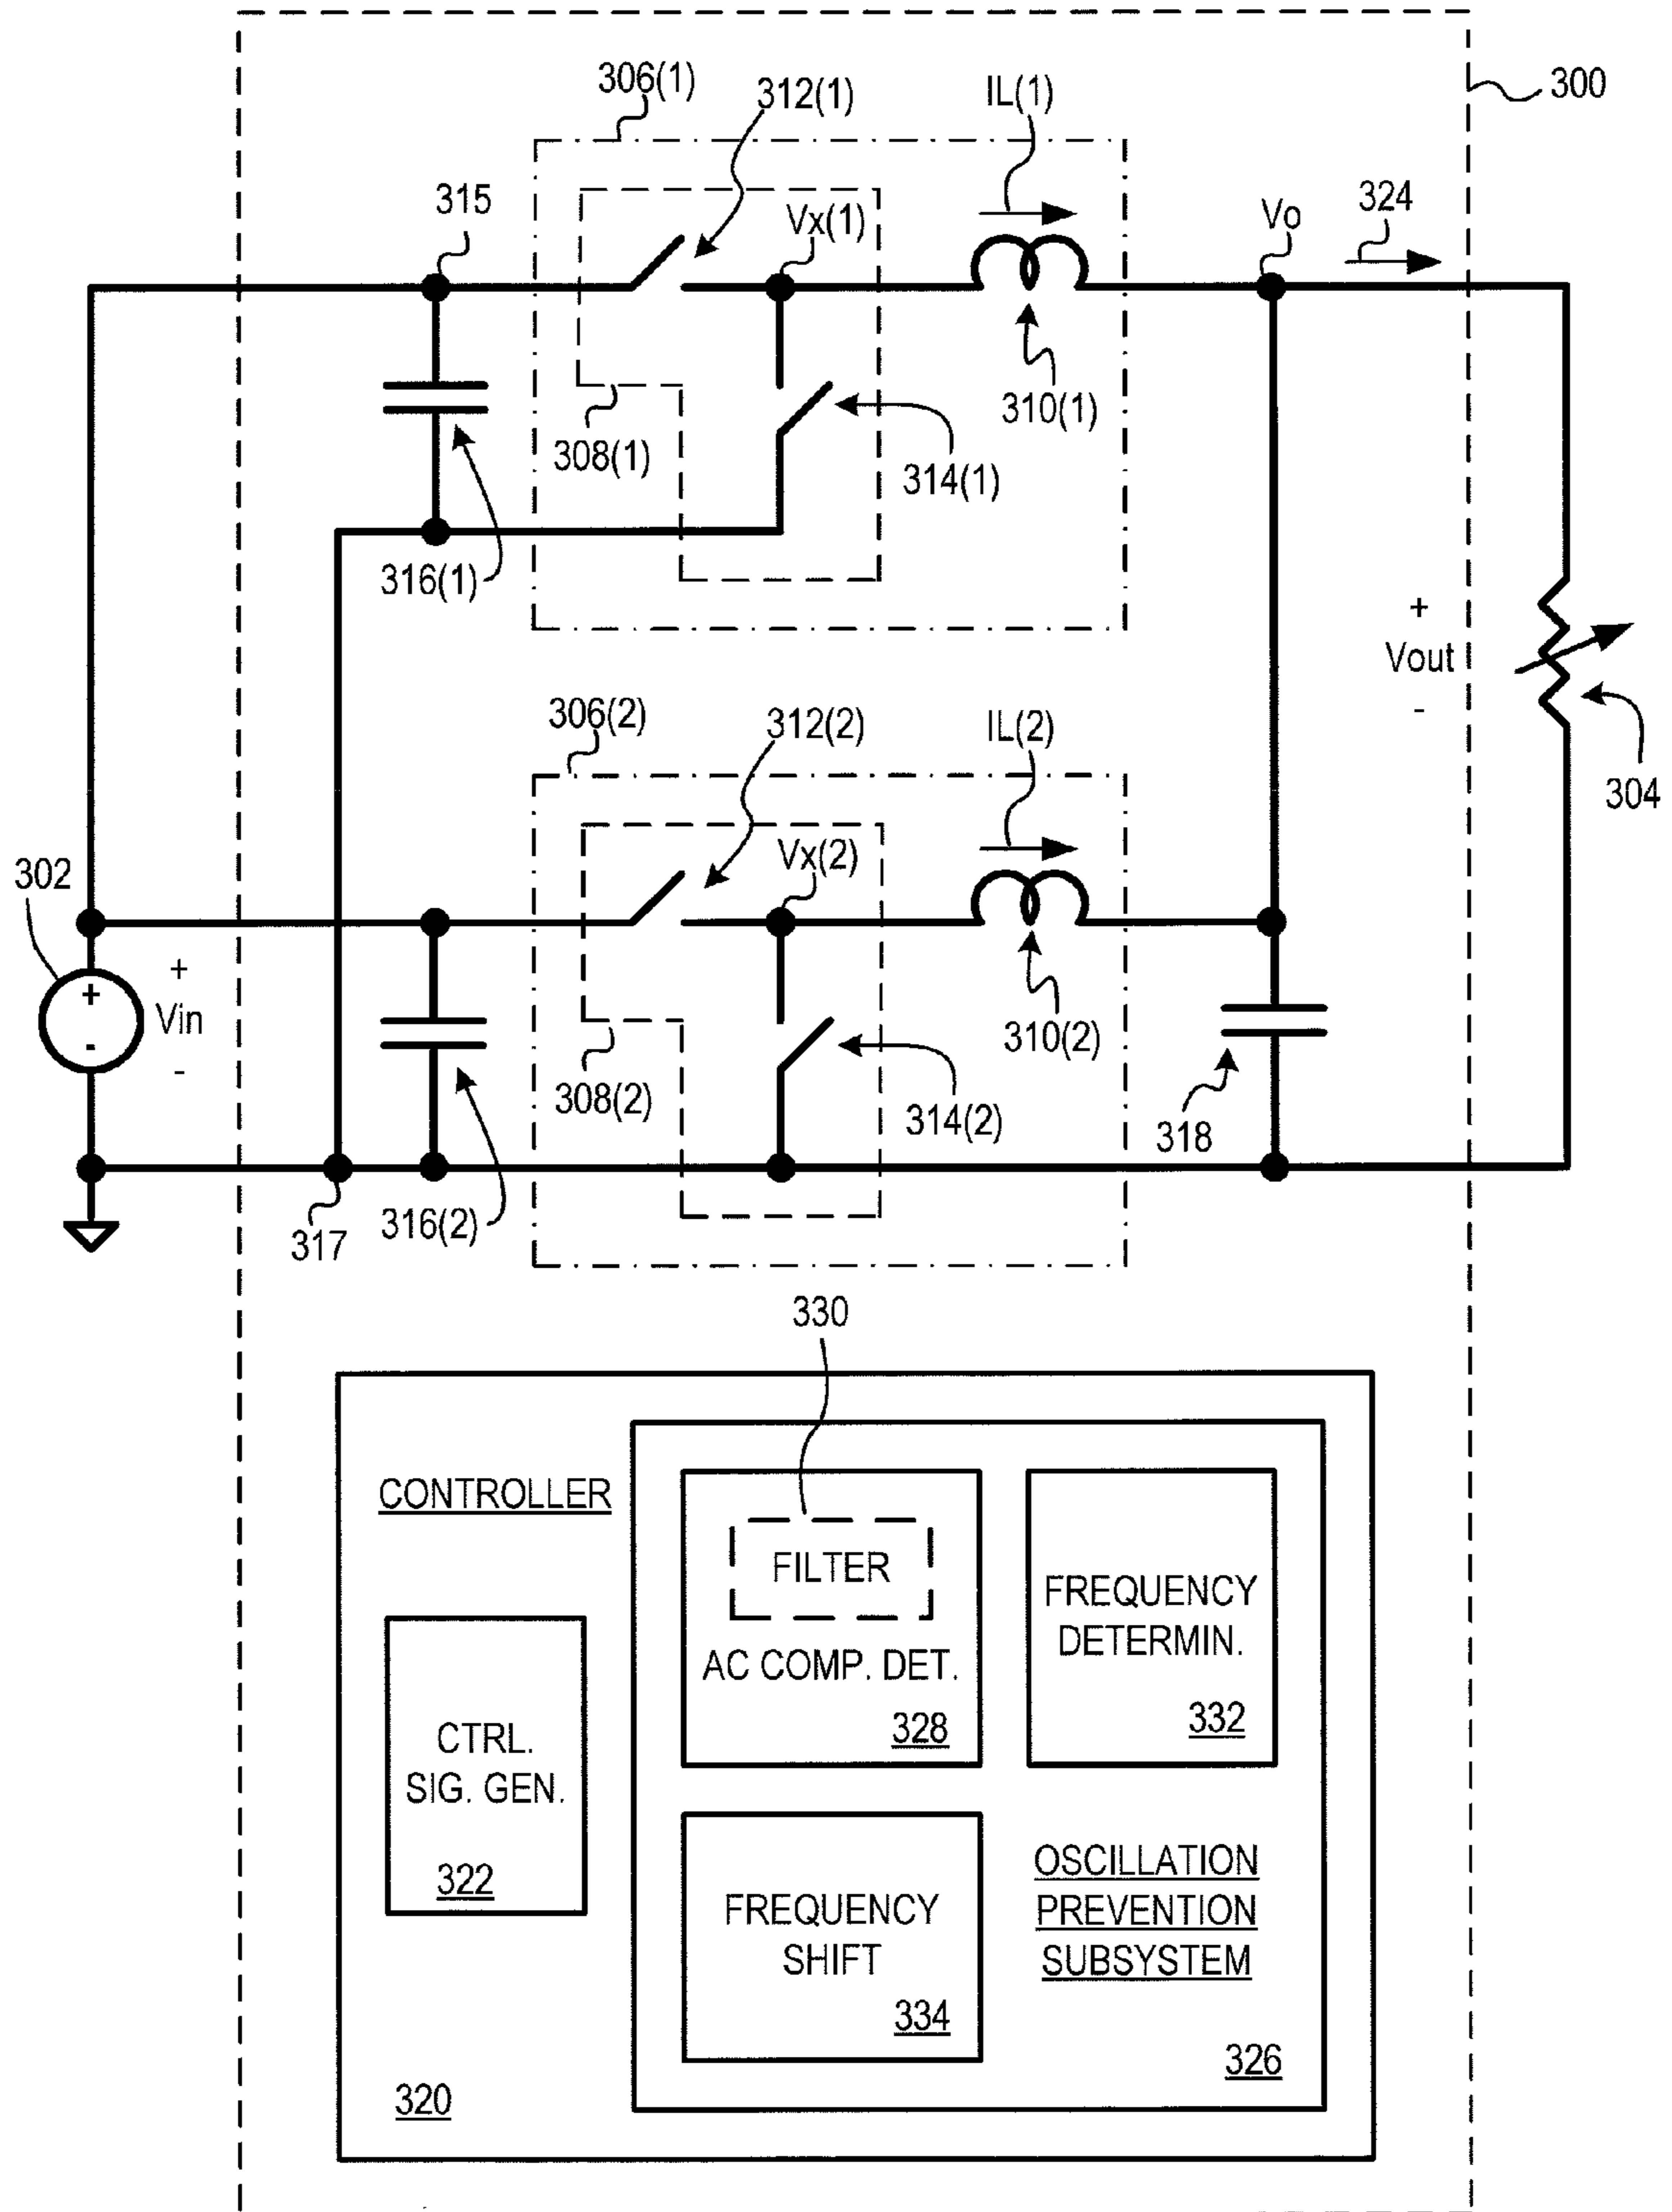 306(1)
312(1)
IL(1)
300
315
Vx(1)
Vo
324
308(1)
310(1)
314(1)
316(1)
+
Vout
-
304
306(2)
312(2)
IL(2)
302
Vx(2)
+
Vin
-
+
-
308(2)
310(2)
314(2)
318
317
316(2)
330
CONTROLLER
FILTER
AC COMP. DET.
328
FREQUENCY
DETERMIN.
332
CTRL.
SIG. GEN.
322
FREQUENCY
SHIFT
334
OSCILLATION
PREVENTION
SUBSYSTEM
326
320